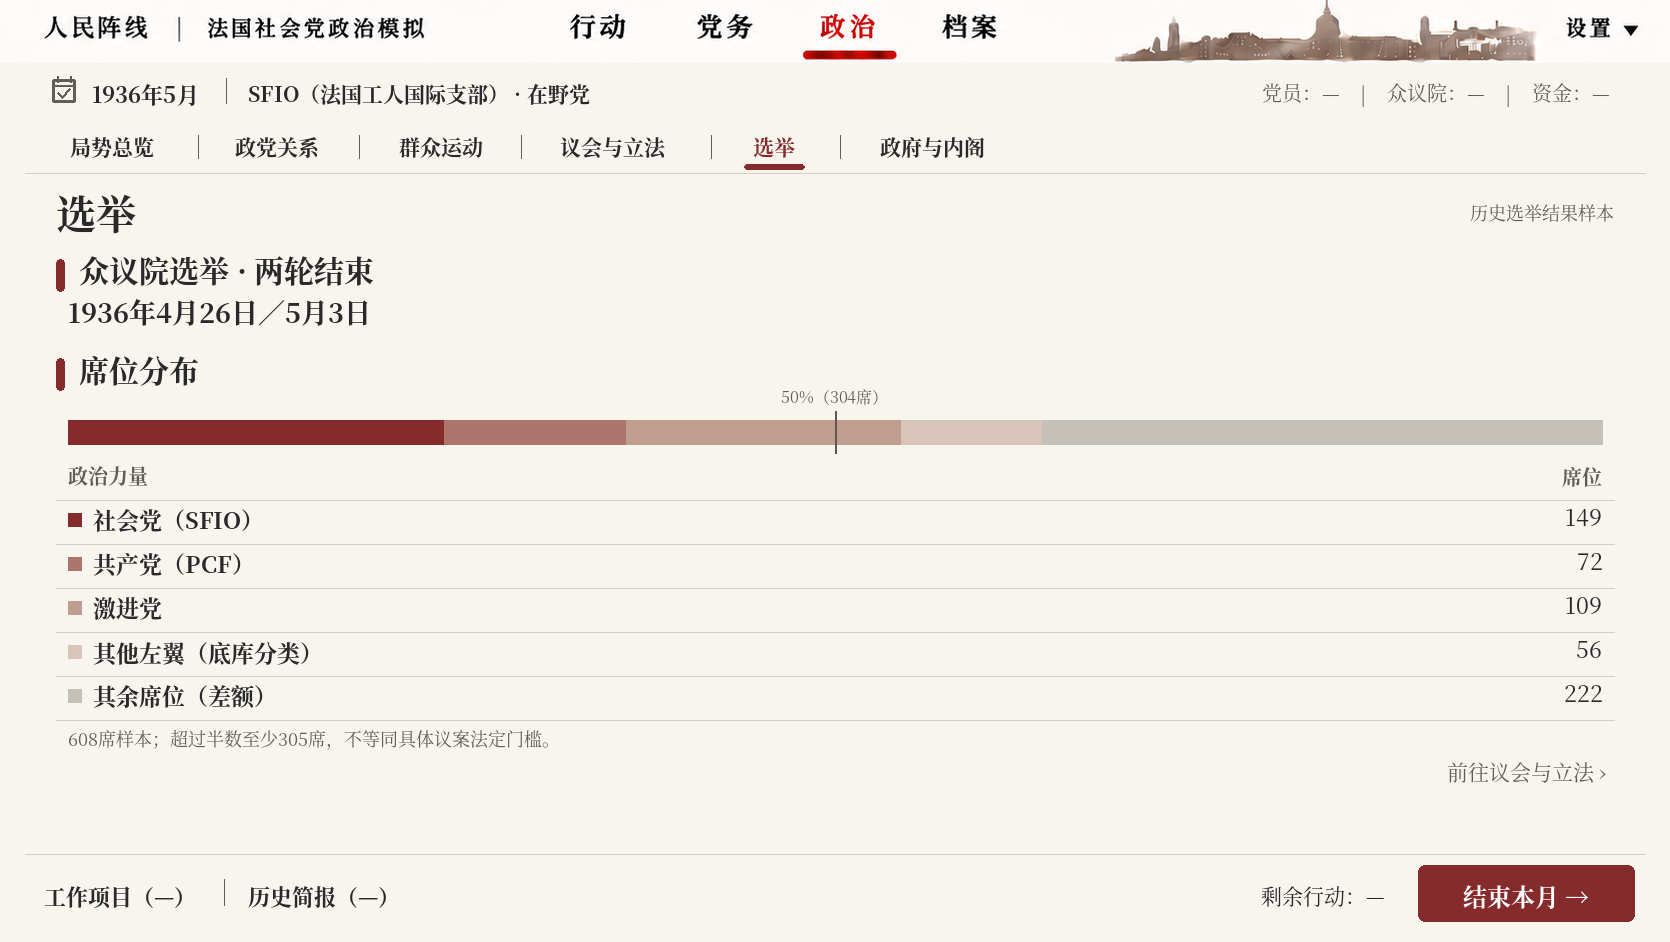 人民阵线 | 法国社会党政治模拟 行动 党务 政治 档案 设置 ▼
1936年5月 SFIO（法国工人国际支部）· 在野党 党员：— | 众议院：— | 资金：—
局势总览 政党关系 群众运动 议会与立法 选举 政府与内阁
选举 历史选举结果样本
众议院选举 · 两轮结束
1936年4月26日／5月3日
席位分布
50%（304席）
政治力量 席位
社会党（SFIO） 149
共产党（PCF） 72
激进党 109
其他左翼（底库分类） 56
其余席位（差额） 222
608席样本；超过半数至少305席，不等同具体议案法定门槛。
前往议会与立法 ›
工作项目（—） 历史简报（—） 剩余行动：— 结束本月 →